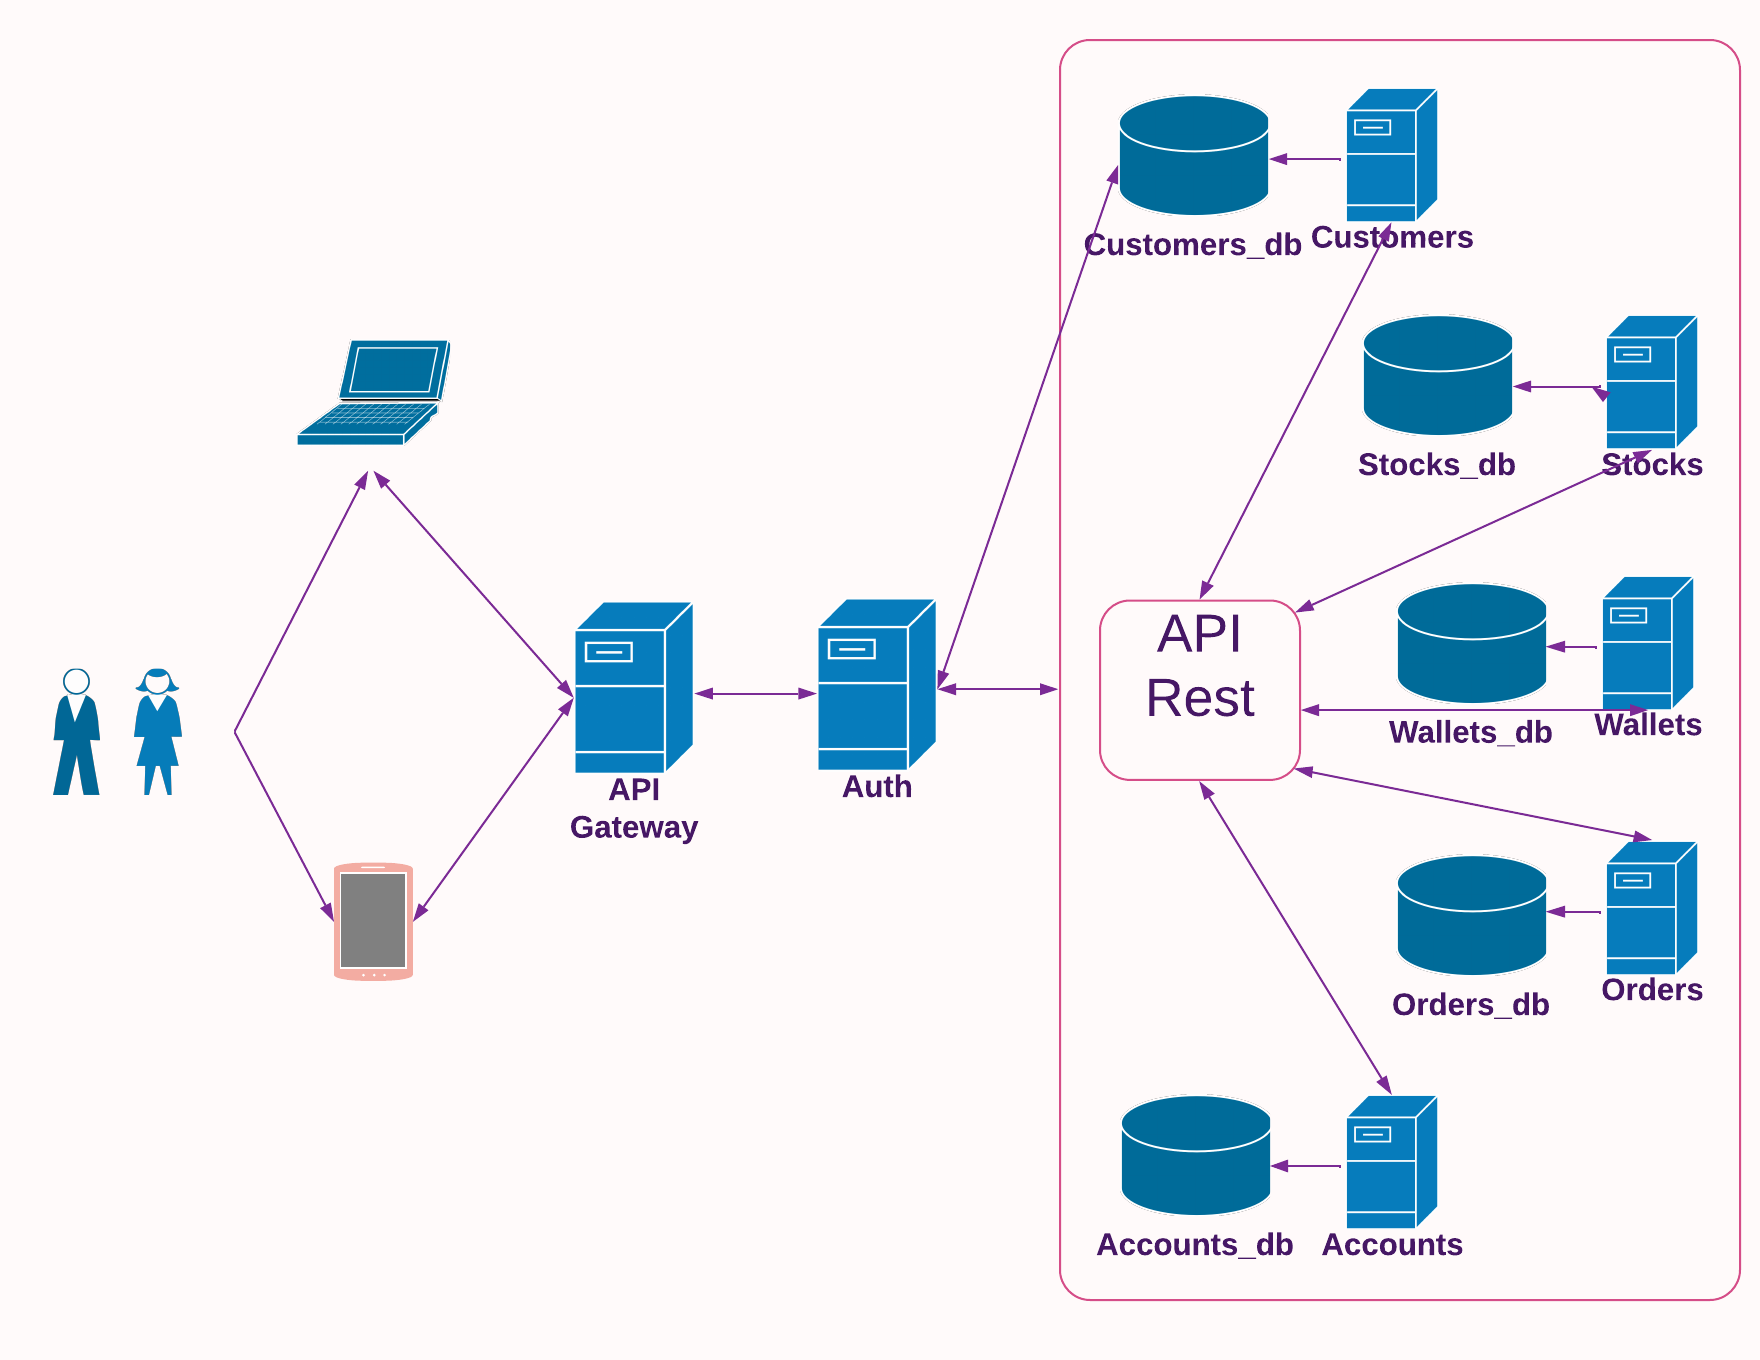 Customers_db
Customers
Stocks_db
Stocks
API
Rest
Wallets_db
Wallets
API
Gateway
Auth
Orders_db
Orders
Accounts_db
Accounts